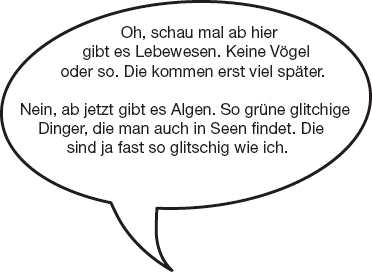 Oh, schau mal ab hier
gibt es Lebewesen. Keine Vögel
oder so. Die kommen erst viel später.
Nein, ab jetzt gibt es Algen. So grüne glitchige
Dinger, die man auch in Seen findet. Die
sind ja fast so glitschig wie ich.